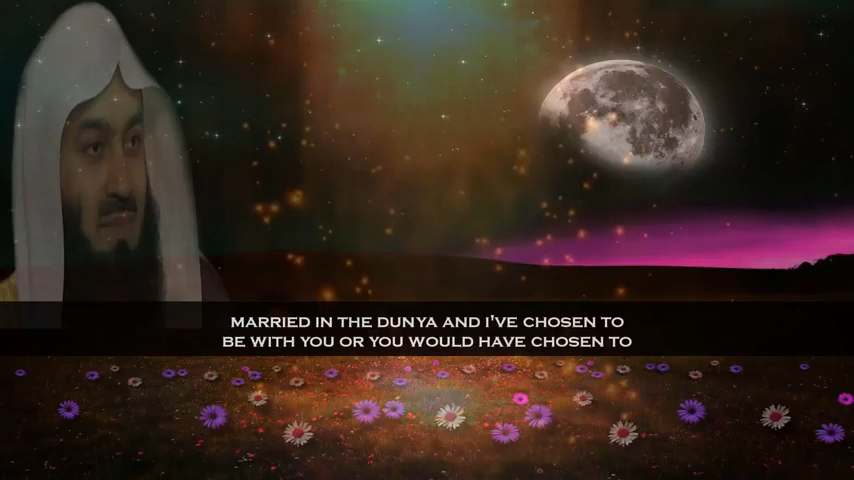 MARRIED IN THE DUNYA AND I'VE CHOSEN TO
BE WITH YOU OR YOU WOULD HAVE CHOSEN TO